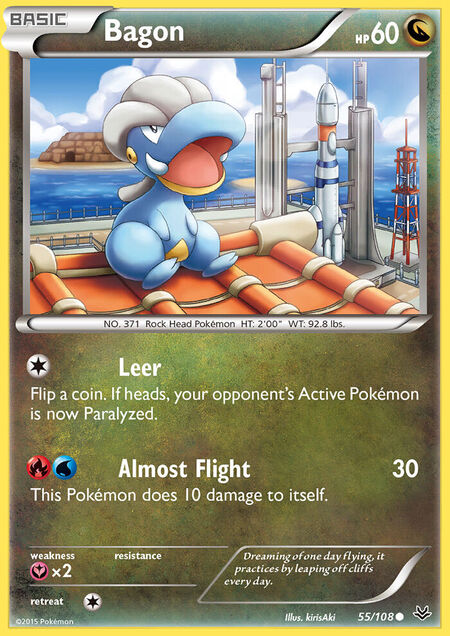 BASIC
Bagon
HP60
NO. 371 Rock Head Pokémon HT: 2'00" WT: 92.8 lbs.
Leer
Flip a coin. If heads, your opponent's Active Pokémon
is now Paralyzed.
Almost Flight 30
This Pokémon does 10 damage to itself.
weakness resistance
×2
Dreaming of one day flying, it
practices by leaping off cliffs
every day.
retreat
©2015 Pokémon
Illus. kirisAki
55/108